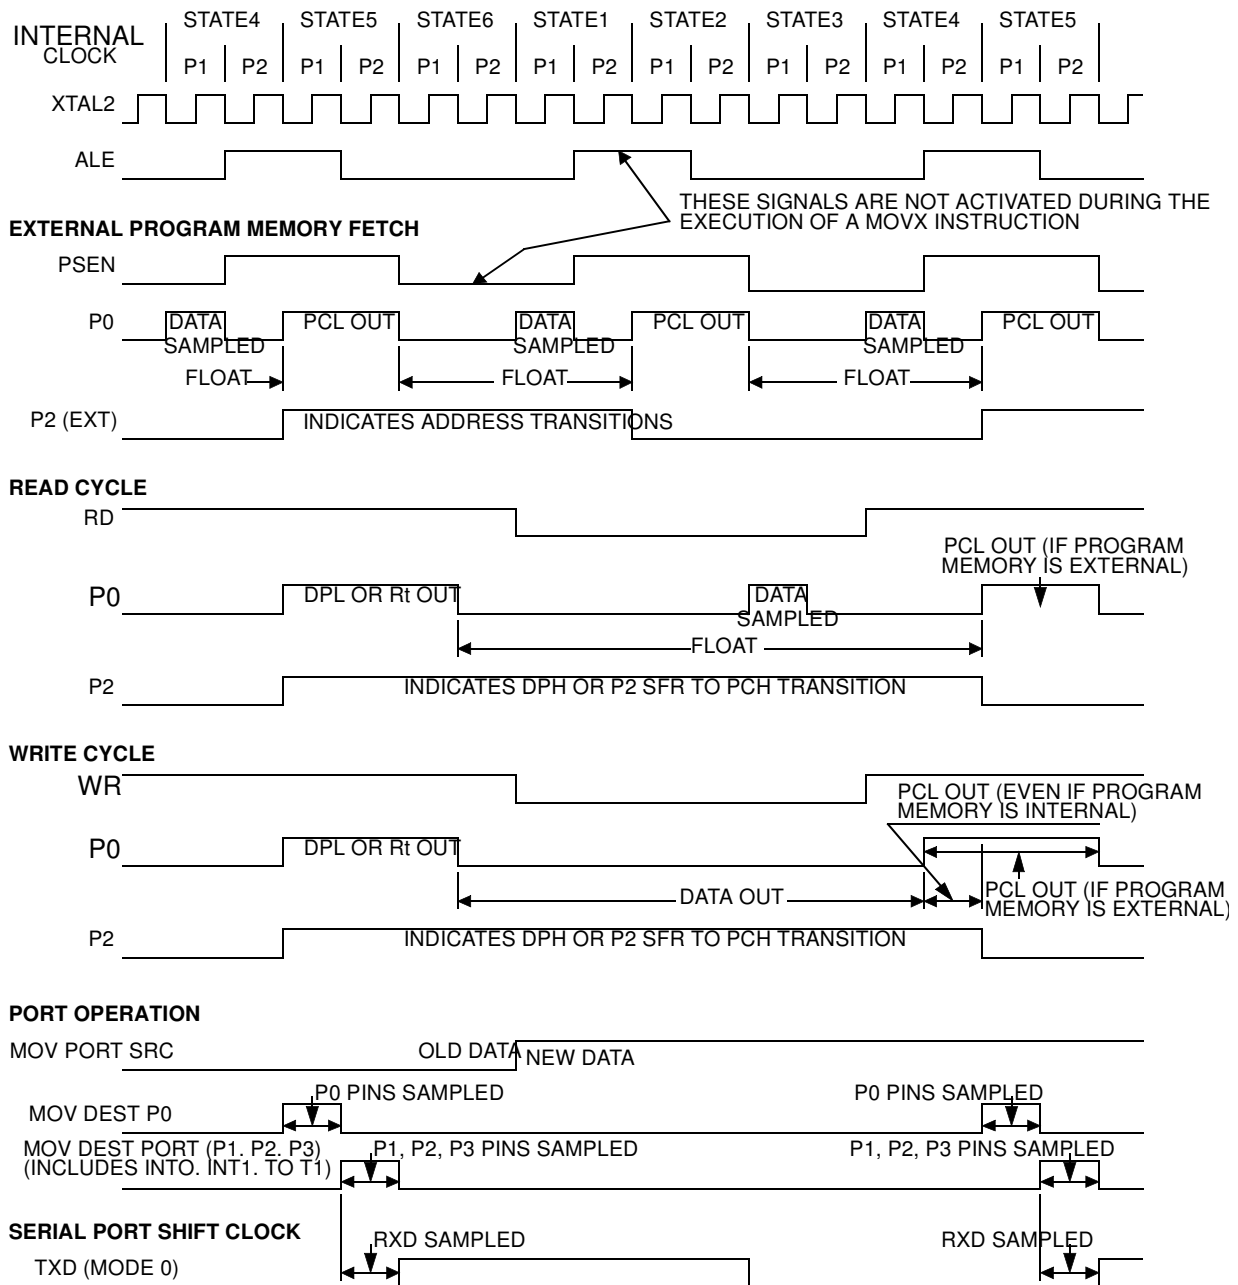 INTERNAL
CLOCK
STATE4 STATE5 STATE6 STATE1 STATE2 STATE3 STATE4 STATE5
P1 P2 P1 P2 P1 P2 P1 P2 P1 P2 P1 P2 P1 P2 P1 P2
XTAL2
ALE
THESE SIGNALS ARE NOT ACTIVATED DURING THE
EXECUTION OF A MOVX INSTRUCTION
EXTERNAL PROGRAM MEMORY FETCH
PSEN
P0 DATA PCL OUT DATA PCL OUT DATA PCL OUT
SAMPLED SAMPLED SAMPLED
FLOAT FLOAT FLOAT
P2 (EXT) INDICATES ADDRESS TRANSITIONS
READ CYCLE
RD
PCL OUT (IF PROGRAM
MEMORY IS EXTERNAL)
P0 DPL OR Rt OUT DATA
SAMPLED
FLOAT
P2 INDICATES DPH OR P2 SFR TO PCH TRANSITION
WRITE CYCLE
WR
PCL OUT (EVEN IF PROGRAM
MEMORY IS INTERNAL)
P0 DPL OR Rt OUT
DATA OUT
PCL OUT (IF PROGRAM
MEMORY IS EXTERNAL)
P2 INDICATES DPH OR P2 SFR TO PCH TRANSITION
PORT OPERATION
MOV PORT SRC OLD DATA NEW DATA
P0 PINS SAMPLED P0 PINS SAMPLED
MOV DEST P0
MOV DEST PORT (P1. P2. P3) P1, P2, P3 PINS SAMPLED P1, P2, P3 PINS SAMPLED
(INCLUDES INTO. INT1. TO T1)
SERIAL PORT SHIFT CLOCK
RXD SAMPLED RXD SAMPLED
TXD (MODE 0)